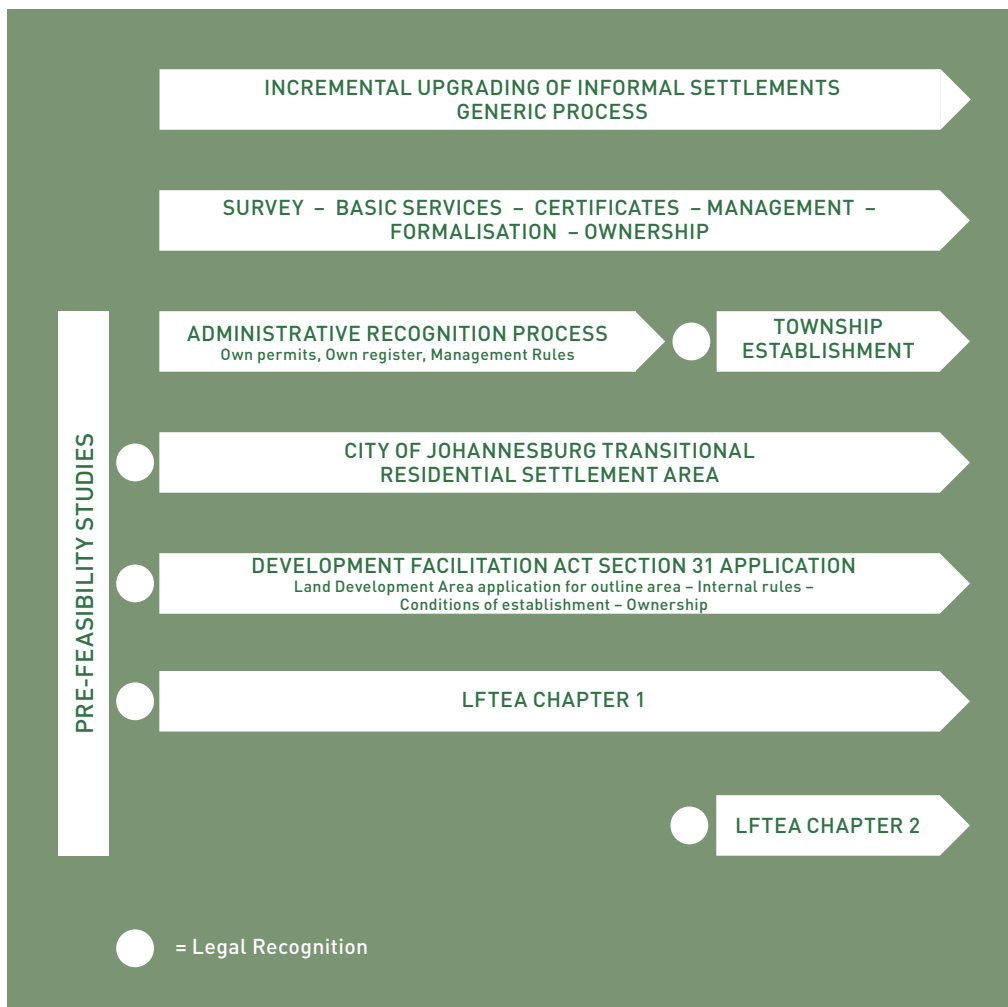 INCREMENTAL UPGRADING OF INFORMAL SETTLEMENTS
GENERIC PROCESS
SURVEY – BASIC SERVICES – CERTIFICATES – MANAGEMENT –
FORMALISATION – OWNERSHIP
PRE-FEASIBILITY STUDIES
ADMINISTRATIVE RECOGNITION PROCESS
Own permits, Own register, Management Rules
TOWNSHIP
ESTABLISHMENT
CITY OF JOHANNESBURG TRANSITIONAL
RESIDENTIAL SETTLEMENT AREA
DEVELOPMENT FACILITATION ACT SECTION 31 APPLICATION
Land Development Area application for outline area – Internal rules –
Conditions of establishment – Ownership
LFTEA CHAPTER 1
LFTEA CHAPTER 2
= Legal Recognition